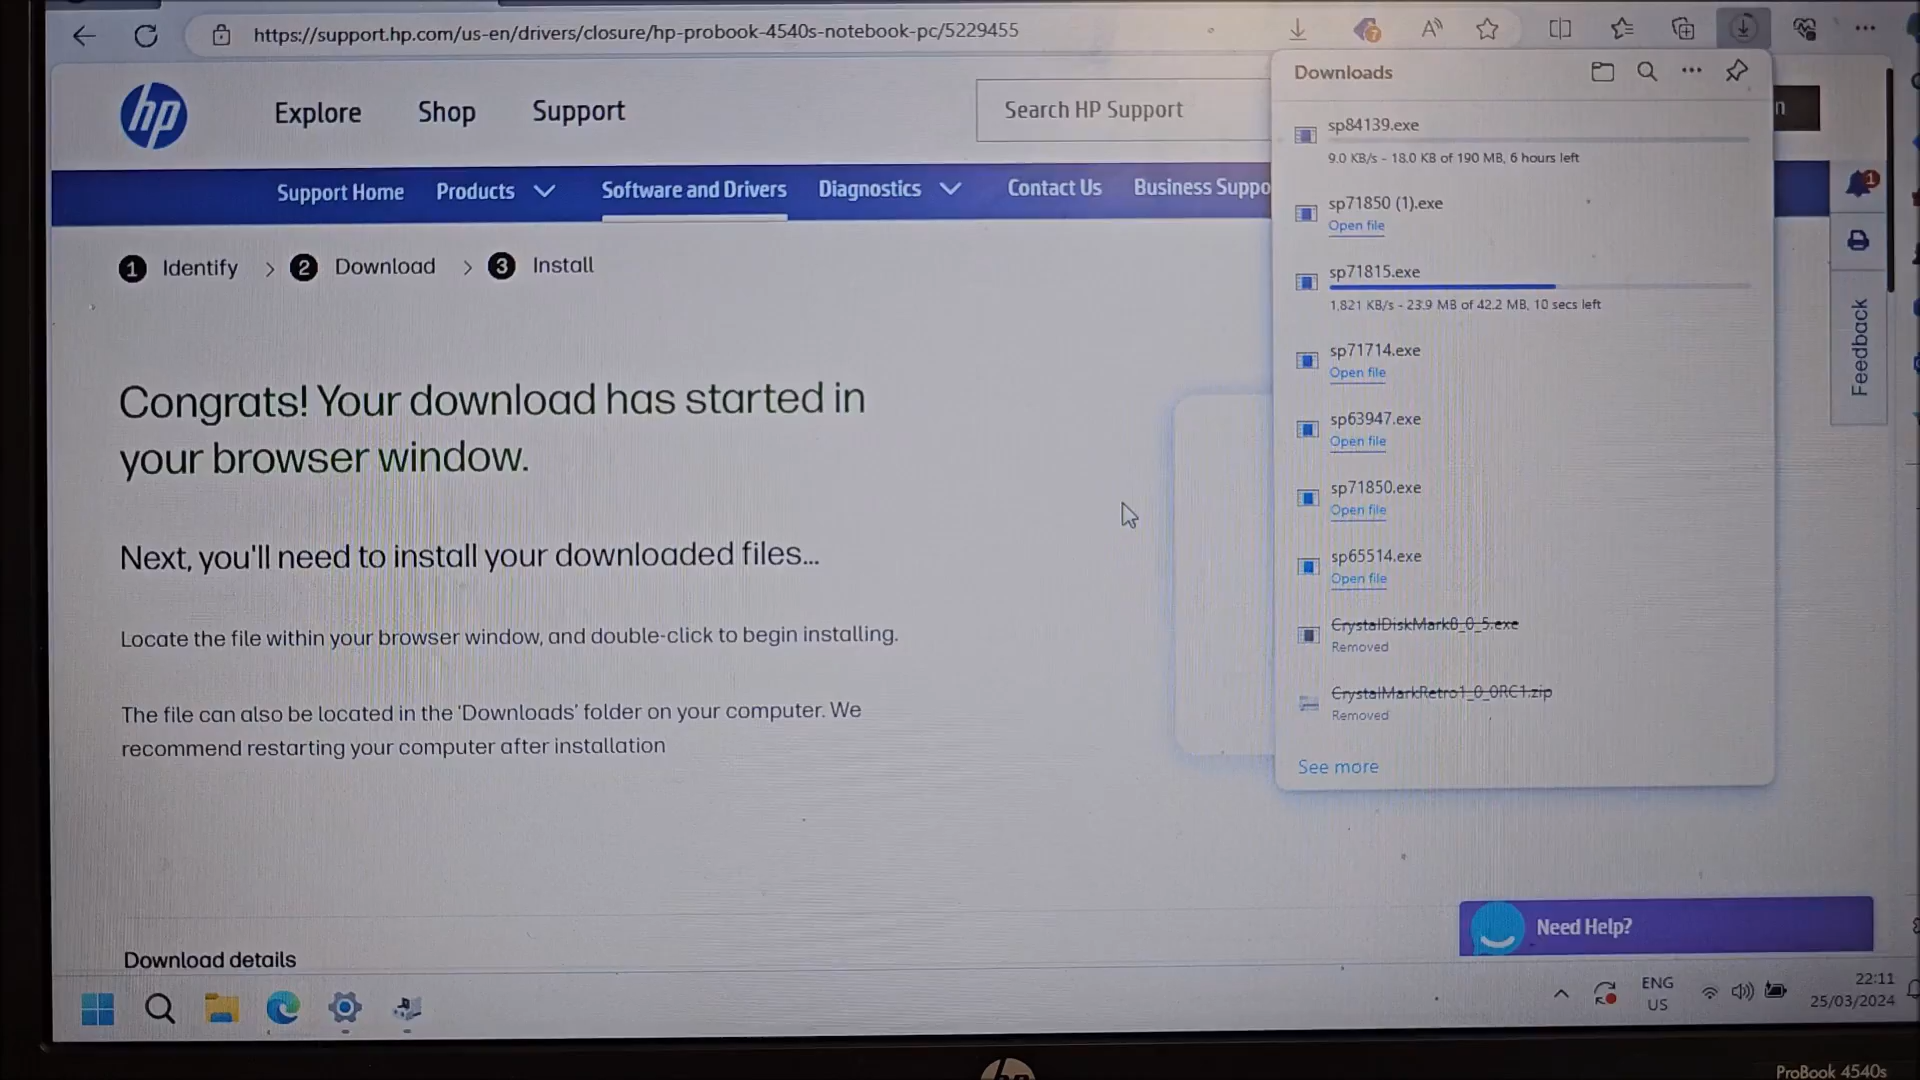 https://support.hp.com/us-en/drivers/closure/hp-probook-4540s-notebook-pc/5229455
hp
Explore
Shop
Support
Search HP Support
n
Support Home
Products
Software and Drivers
Diagnostics
Contact Us
Business Suppo
1 Identify
2 Download
3 Install
Congrats! Your download has started in
your browser window.
Next, you'll need to install your downloaded files...
Locate the file within your browser window, and double-click to begin installing.
The file can also be located in the 'Downloads' folder on your computer. We
recommend restarting your computer after installation
Download details
Downloads
sp84139.exe
9.0 KB/s - 18.0 KB of 190 MB, 6 hours left
sp71850 (1).exe
Open file
sp71815.exe
1,821 KB/s - 23.9 MB of 42.2 MB, 10 secs left
sp71714.exe
Open file
sp63947.exe
Open file
sp71850.exe
Open file
sp65514.exe
Open file
CrystalDiskMark8_0_5.exe
Removed
CrystalMarkRetro1_0_0RC1.zip
Removed
See more
1
Feedback
Need Help?
ENG
US
22:11
25/03/2024
hp
ProBook 4540s